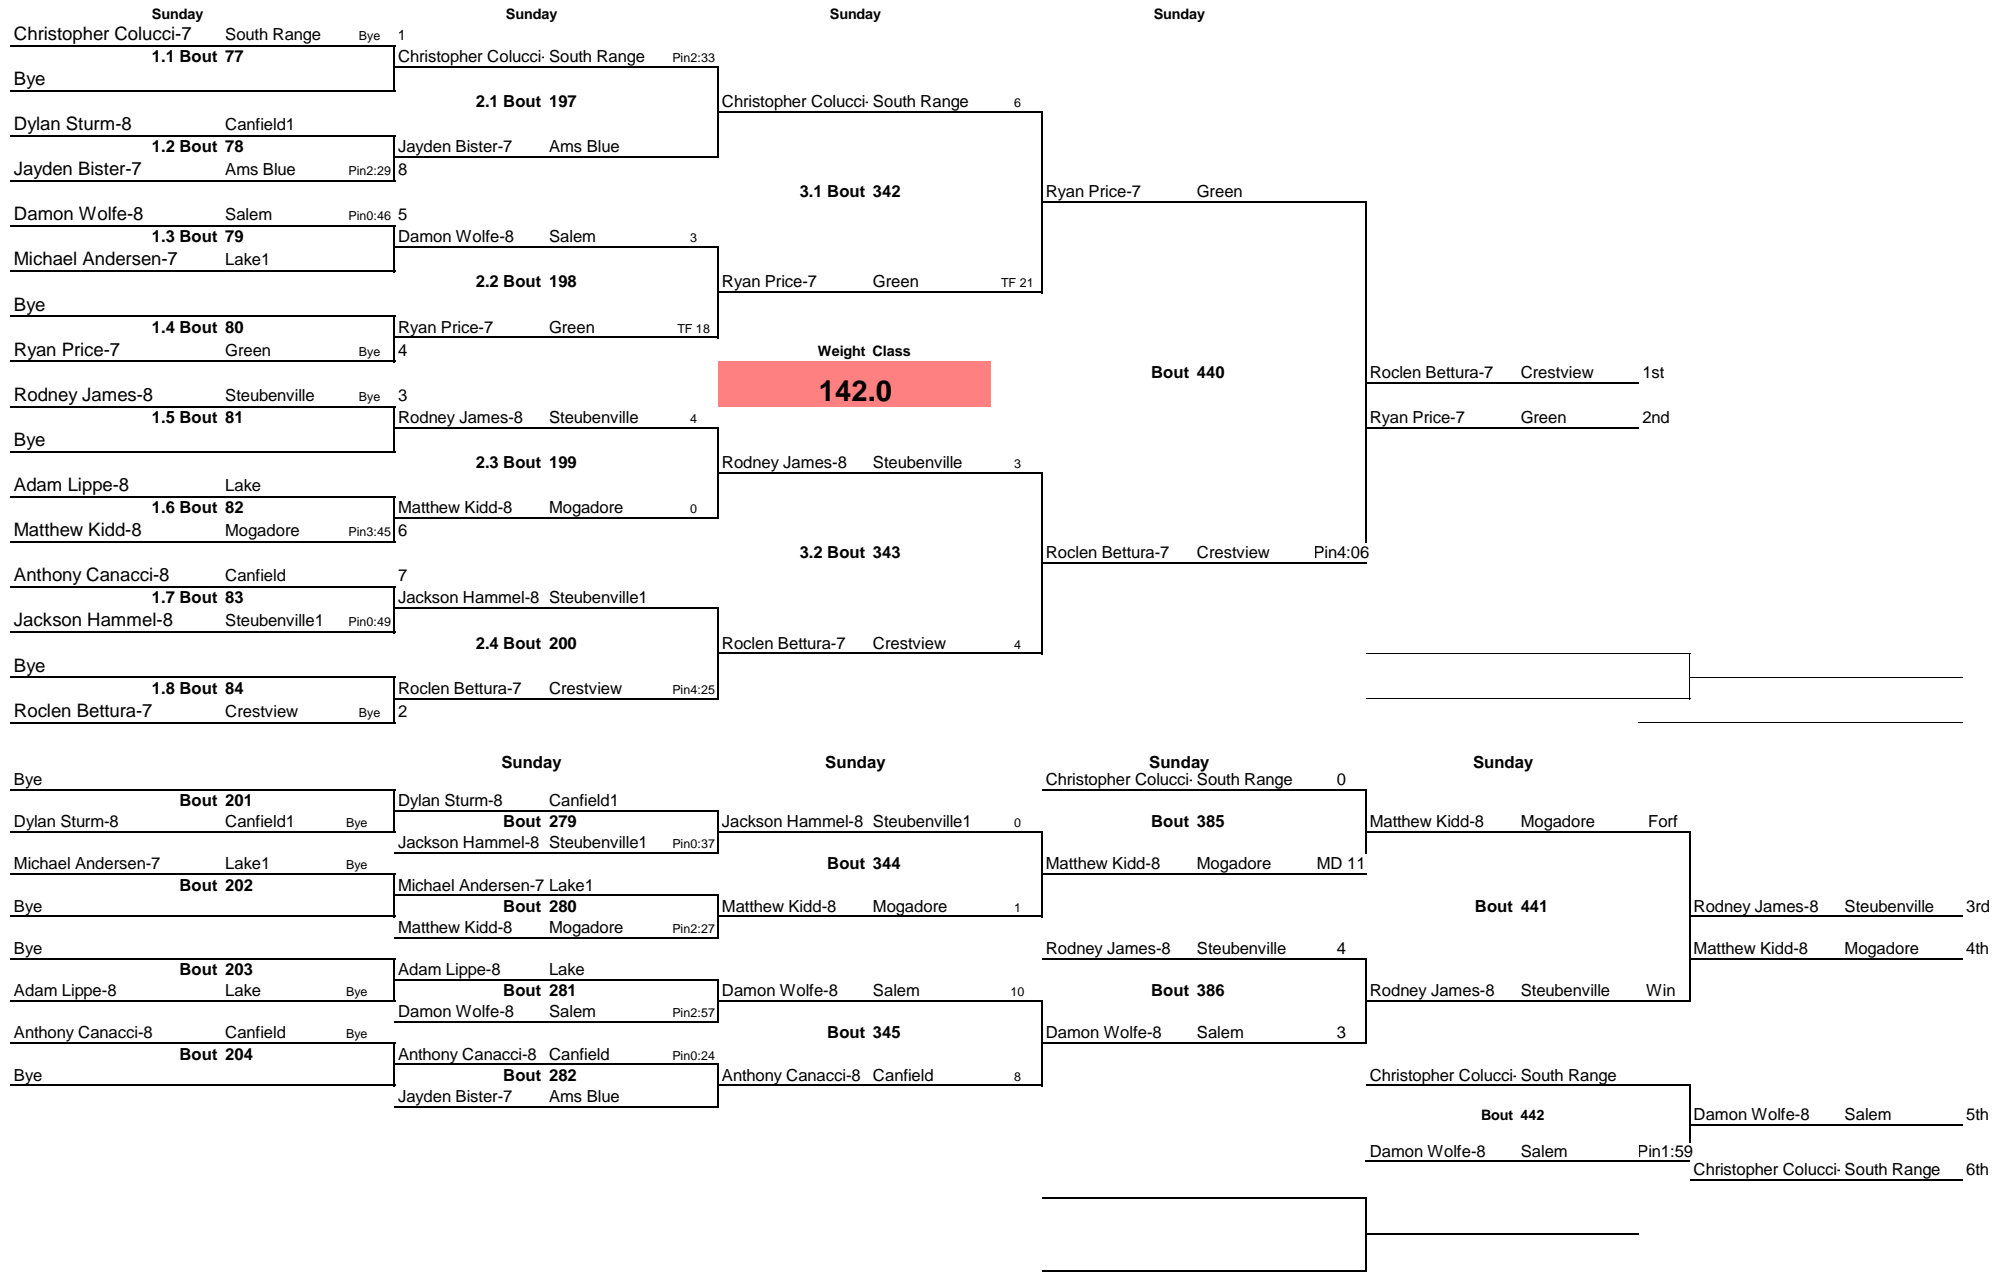 Sunday Sunday Sunday Sunday
Christopher Colucci-7 South Range Bye 1
1.1 Bout 77 Christopher Colucci- South Range Pin2:33
Bye
2.1 Bout 197 Christopher Colucci- South Range 6
Dylan Sturm-8 Canfield1
1.2 Bout 78 Jayden Bister-7 Ams Blue
Jayden Bister-7 Ams Blue Pin2:29 8
3.1 Bout 342 Ryan Price-7 Green
Damon Wolfe-8 Salem Pin0:46 5
1.3 Bout 79 Damon Wolfe-8 Salem 3
Michael Andersen-7 Lake1
2.2 Bout 198 Ryan Price-7 Green TF 21
Bye
1.4 Bout 80 Ryan Price-7 Green TF 18
Ryan Price-7 Green Bye 4 Weight Class
Bout 440 Roclen Bettura-7 Crestview 1st
Rodney James-8 Steubenville Bye 3 142.0
1.5 Bout 81 Rodney James-8 Steubenville 4 Ryan Price-7 Green 2nd
Bye
2.3 Bout 199 Rodney James-8 Steubenville 3
Adam Lippe-8 Lake
1.6 Bout 82 Matthew Kidd-8 Mogadore 0
Matthew Kidd-8 Mogadore Pin3:45 6
3.2 Bout 343 Roclen Bettura-7 Crestview Pin4:06
Anthony Canacci-8 Canfield 7
1.7 Bout 83 Jackson Hammel-8 Steubenville1
Jackson Hammel-8 Steubenville1 Pin0:49
2.4 Bout 200 Roclen Bettura-7 Crestview 4
Bye
1.8 Bout 84 Roclen Bettura-7 Crestview Pin4:25
Roclen Bettura-7 Crestview Bye 2
Sunday Sunday Sunday Sunday
Bye Christopher Colucci- South Range 0
Bout 201 Dylan Sturm-8 Canfield1
Dylan Sturm-8 Canfield1 Bye Bout 279 Jackson Hammel-8 Steubenville1 0 Bout 385 Matthew Kidd-8 Mogadore Forf
Jackson Hammel-8 Steubenville1 Pin0:37
Michael Andersen-7 Lake1 Bye Bout 344 Matthew Kidd-8 Mogadore MD 11
Bout 202 Michael Andersen-7 Lake1
Bye Bout 280 Matthew Kidd-8 Mogadore 1 Bout 441 Rodney James-8 Steubenville 3rd
Matthew Kidd-8 Mogadore Pin2:27
Bye Rodney James-8 Steubenville 4 Matthew Kidd-8 Mogadore 4th
Bout 203 Adam Lippe-8 Lake
Adam Lippe-8 Lake Bye Bout 281 Damon Wolfe-8 Salem 10 Bout 386 Rodney James-8 Steubenville Win
Damon Wolfe-8 Salem Pin2:57
Anthony Canacci-8 Canfield Bye Bout 345 Damon Wolfe-8 Salem 3
Bout 204 Anthony Canacci-8 Canfield Pin0:24
Bye Bout 282 Anthony Canacci-8 Canfield 8 Christopher Colucci- South Range
Jayden Bister-7 Ams Blue
Bout 442 Damon Wolfe-8 Salem 5th
Damon Wolfe-8 Salem Pin1:59
Christopher Colucci- South Range 6th